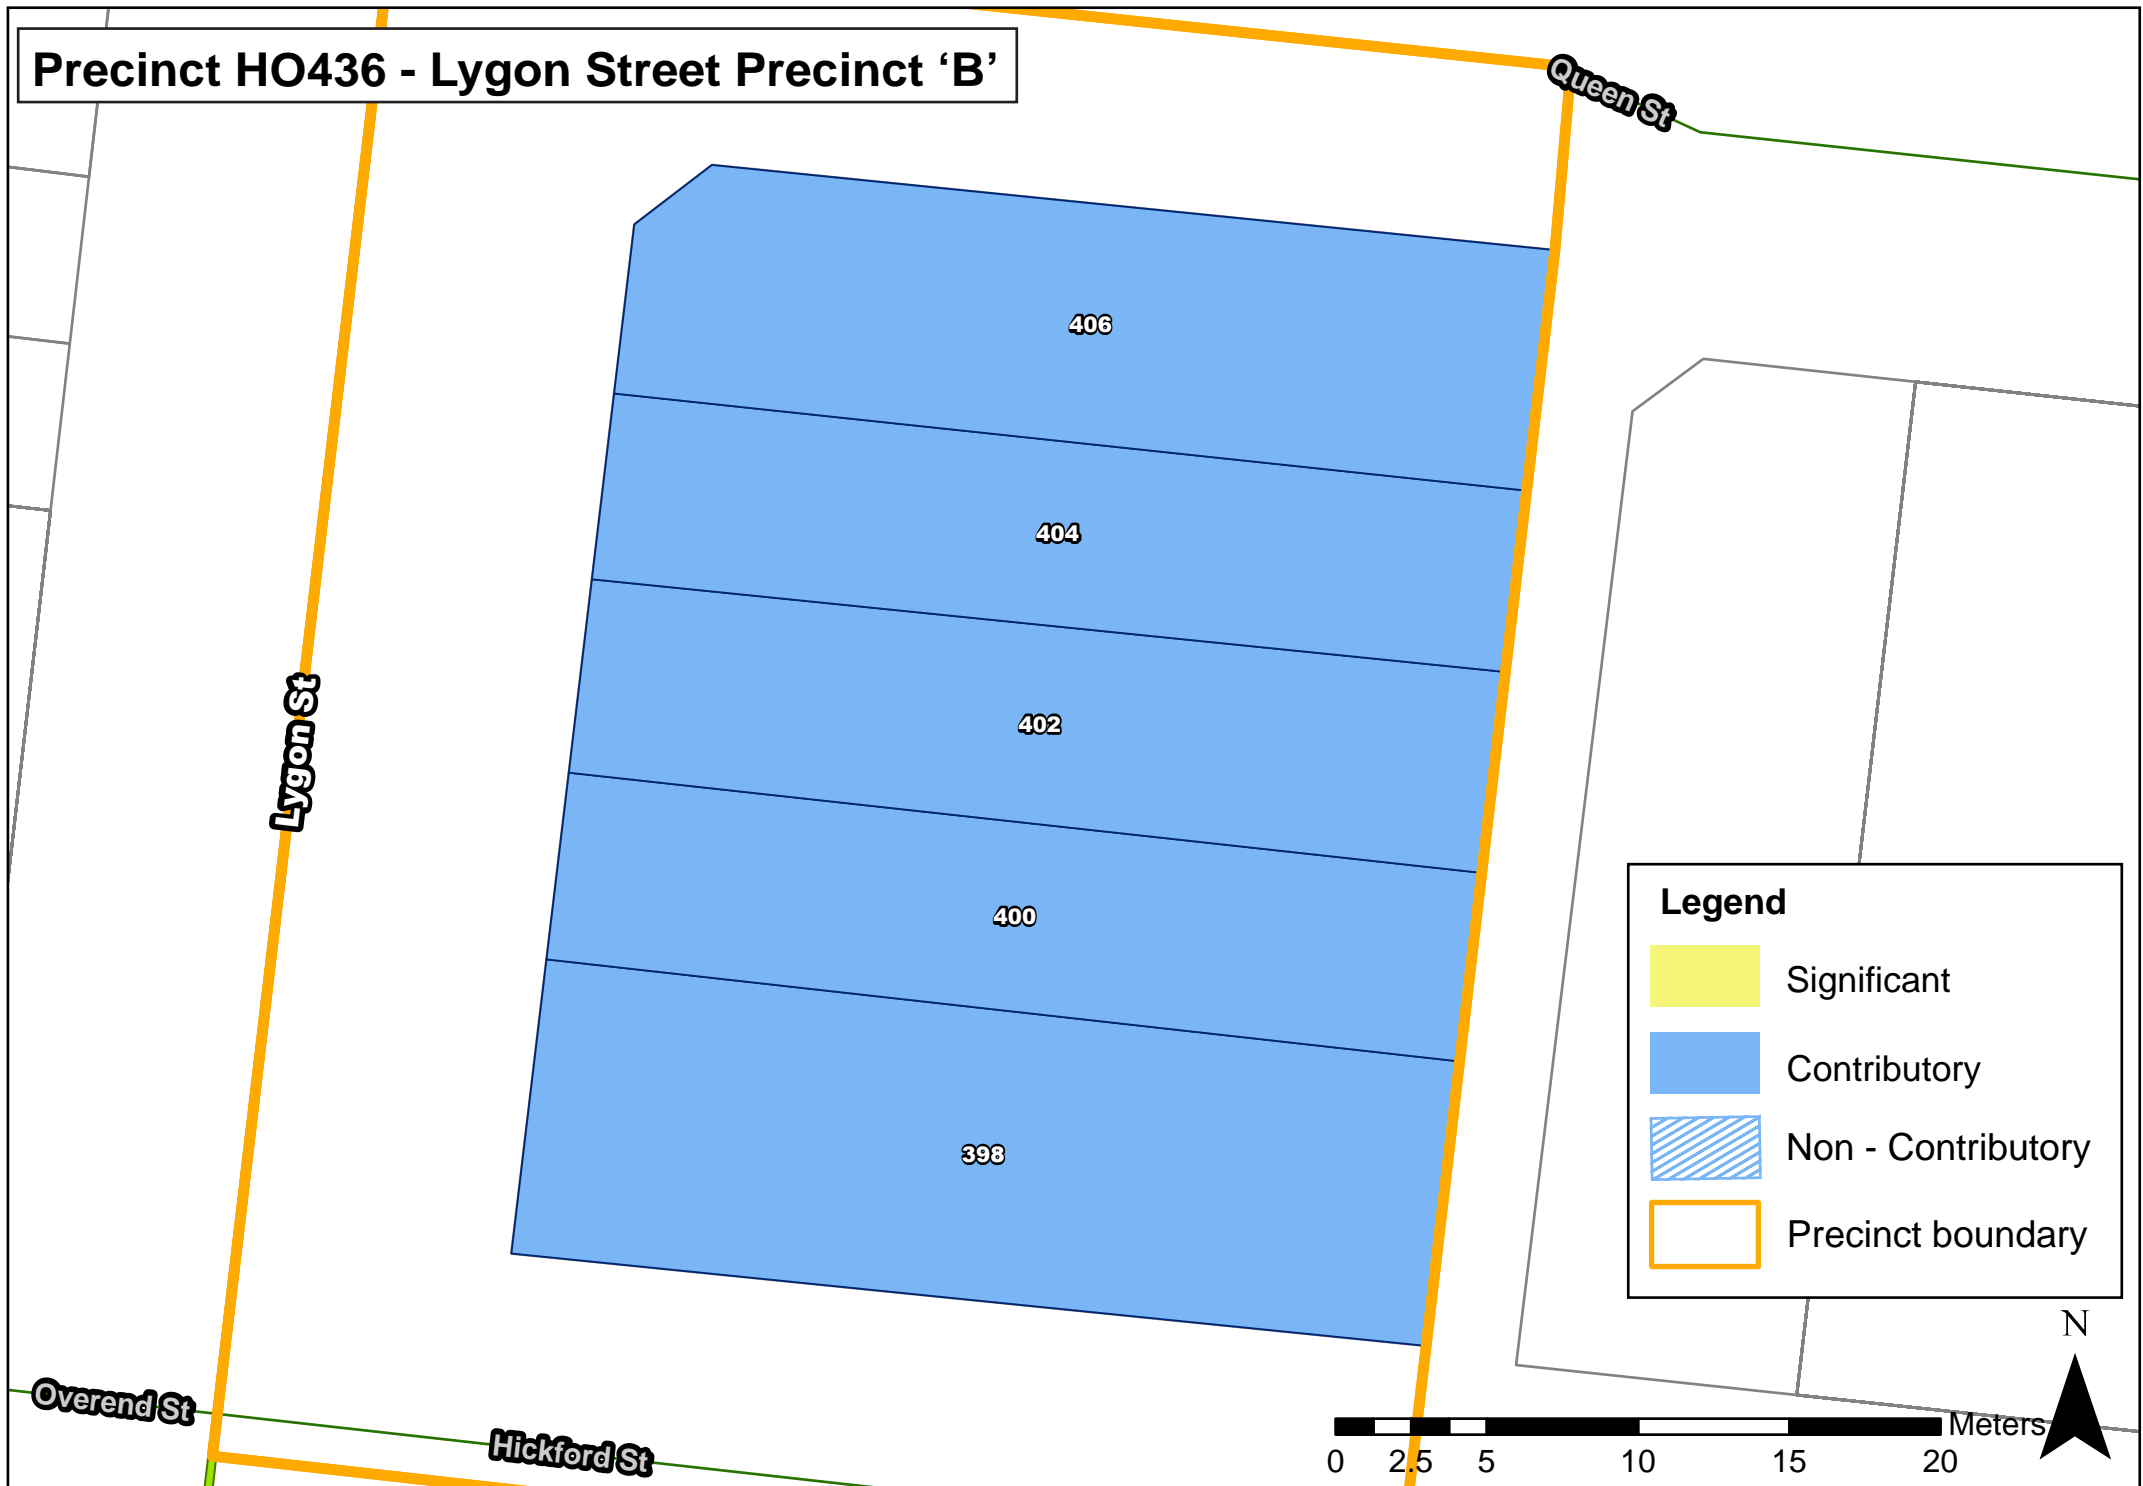 Precinct HO436 - Lygon Street Precinct ‘B’
Queen St
406
404
402
Lygon St
400
398
Legend
Significant
Contributory
Non - Contributory
Precinct boundary
N
Overend St
Hickford St
Meters
0 2.5 5 10 15 20